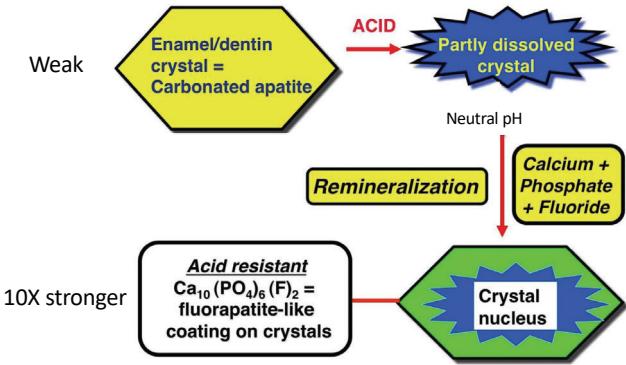 Weak
Enamel/dentin
crystal =
Carbonated apatite
ACID
Partly dissolved
crystal
Neutral pH
Remineralization
Calcium +
Phosphate
+ Fluoride
10X stronger
Acid resistant
Ca₁₀(PO₄)₆(F)₂ =
fluorapatite-like
coating on crystals
Crystal
nucleus